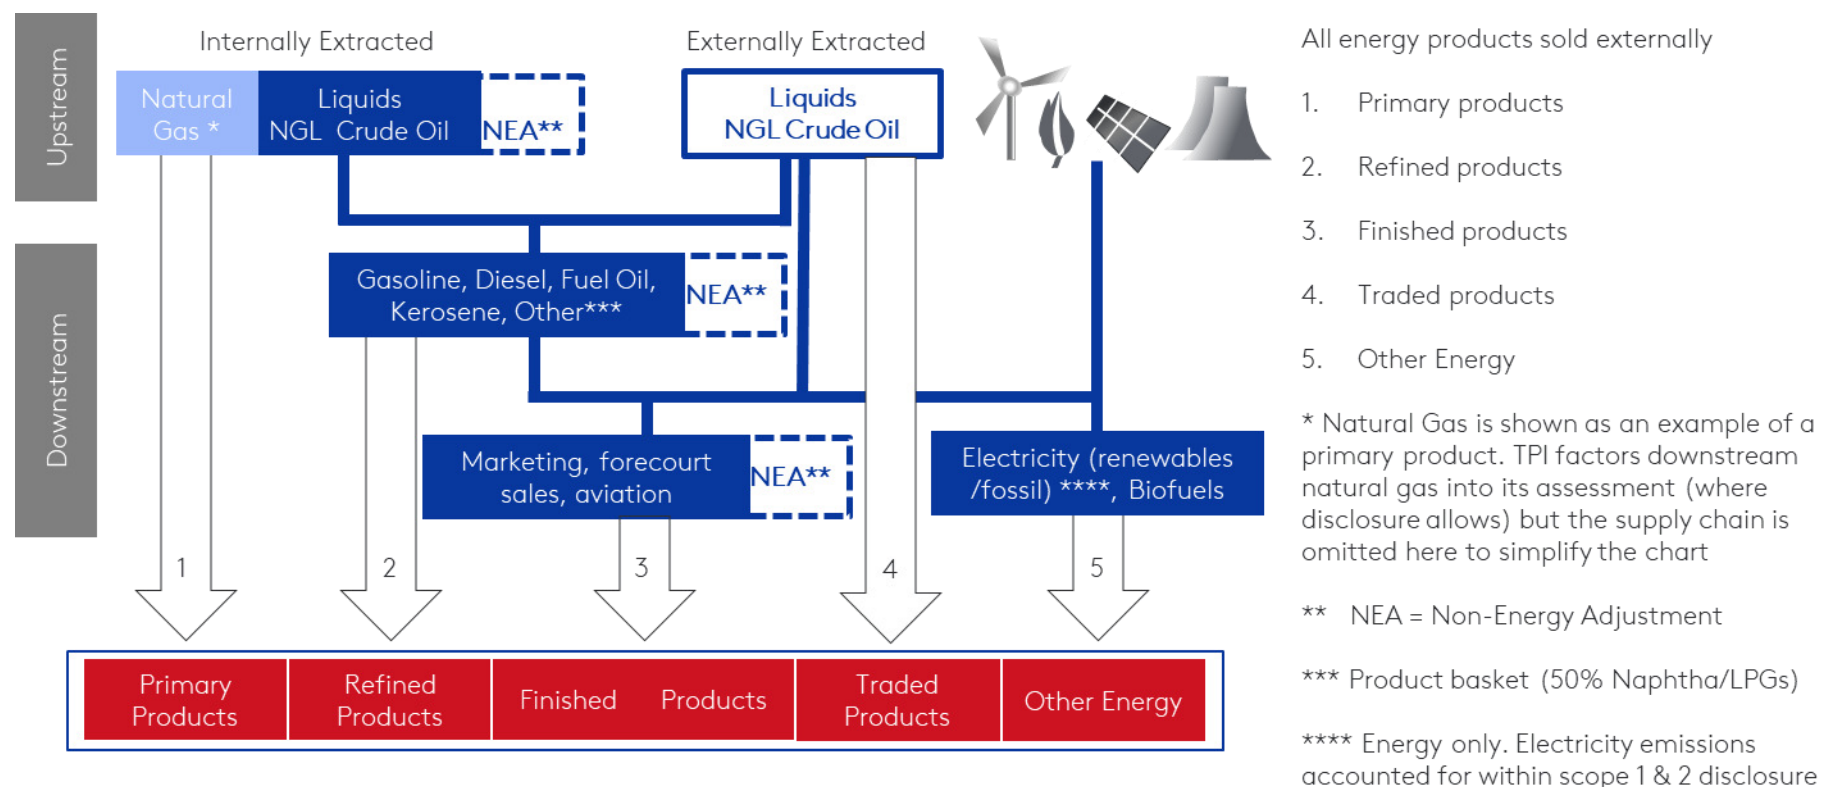 Upstream
Internally Extracted
Externally Extracted
Natural
Gas *
Liquids
NGL Crude Oil
NEA**
Liquids
NGL Crude Oil
Downstream
Gasoline, Diesel, Fuel Oil,
Kerosene, Other***
NEA**
Marketing, forecourt
sales, aviation
NEA**
Electricity (renewables
/fossil) ****, Biofuels
1
2
3
4
5
Primary
Products
Refined
Products
Finished Products
Traded
Products
Other Energy
All energy products sold externally
1. Primary products
2. Refined products
3. Finished products
4. Traded products
5. Other Energy
* Natural Gas is shown as an example of a
primary product. TPI factors downstream
natural gas into its assessment (where
disclosure allows) but the supply chain is
omitted here to simplify the chart
** NEA = Non-Energy Adjustment
*** Product basket (50% Naphtha/LPGs)
**** Energy only. Electricity emissions
accounted for within scope 1 & 2 disclosure